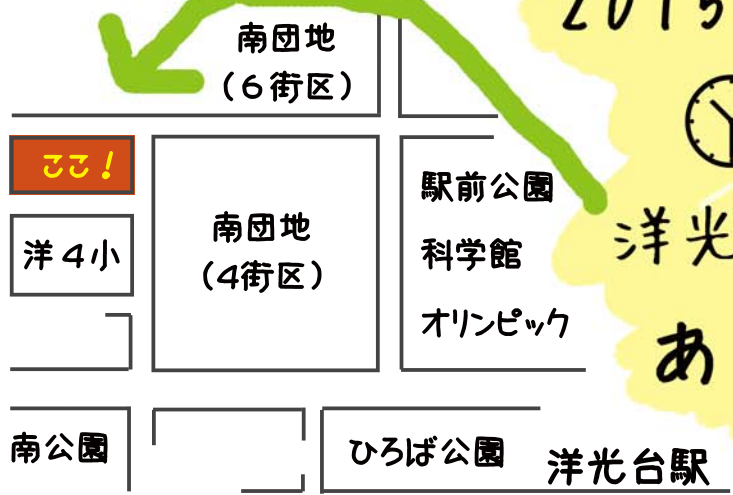 南団地
(6街区)
2015
ここ!
駅前公園
南団地
(4街区)
洋4小
科学館
洋光
オリンピック
あ
南公園
ひろば公園
洋光台駅